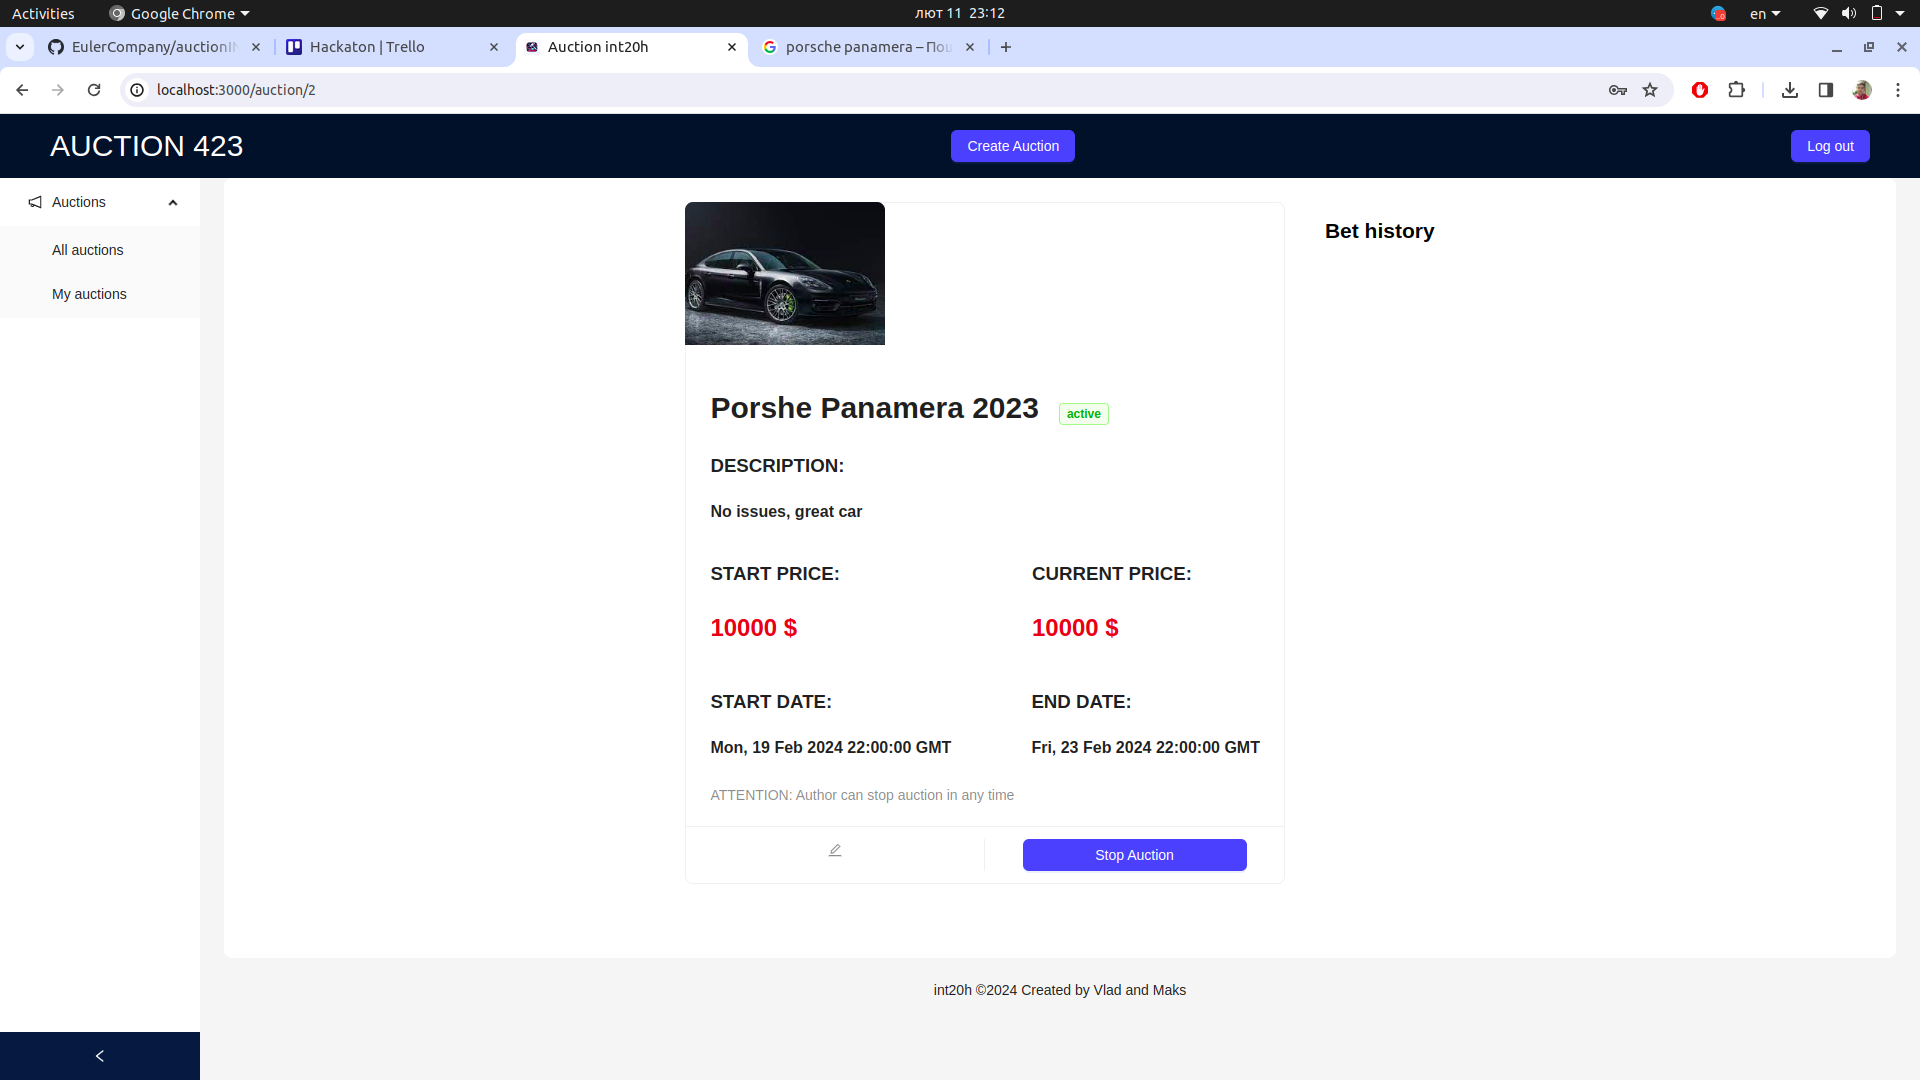 Activities
Google Chrome
лют 11 23:12
en
EulerCompany/auctionIN
Hackaton | Trello
Auction int20h
porsche panamera – Пош
localhost:3000/auction/2
AUCTION 423
Create Auction
Log out
Auctions
All auctions
My auctions
Bet history
Porshe Panamera 2023
active
DESCRIPTION:
No issues, great car
START PRICE:
CURRENT PRICE:
10000 $
10000 $
START DATE:
END DATE:
Mon, 19 Feb 2024 22:00:00 GMT
Fri, 23 Feb 2024 22:00:00 GMT
ATTENTION: Author can stop auction in any time
Stop Auction
int20h ©2024 Created by Vlad and Maks